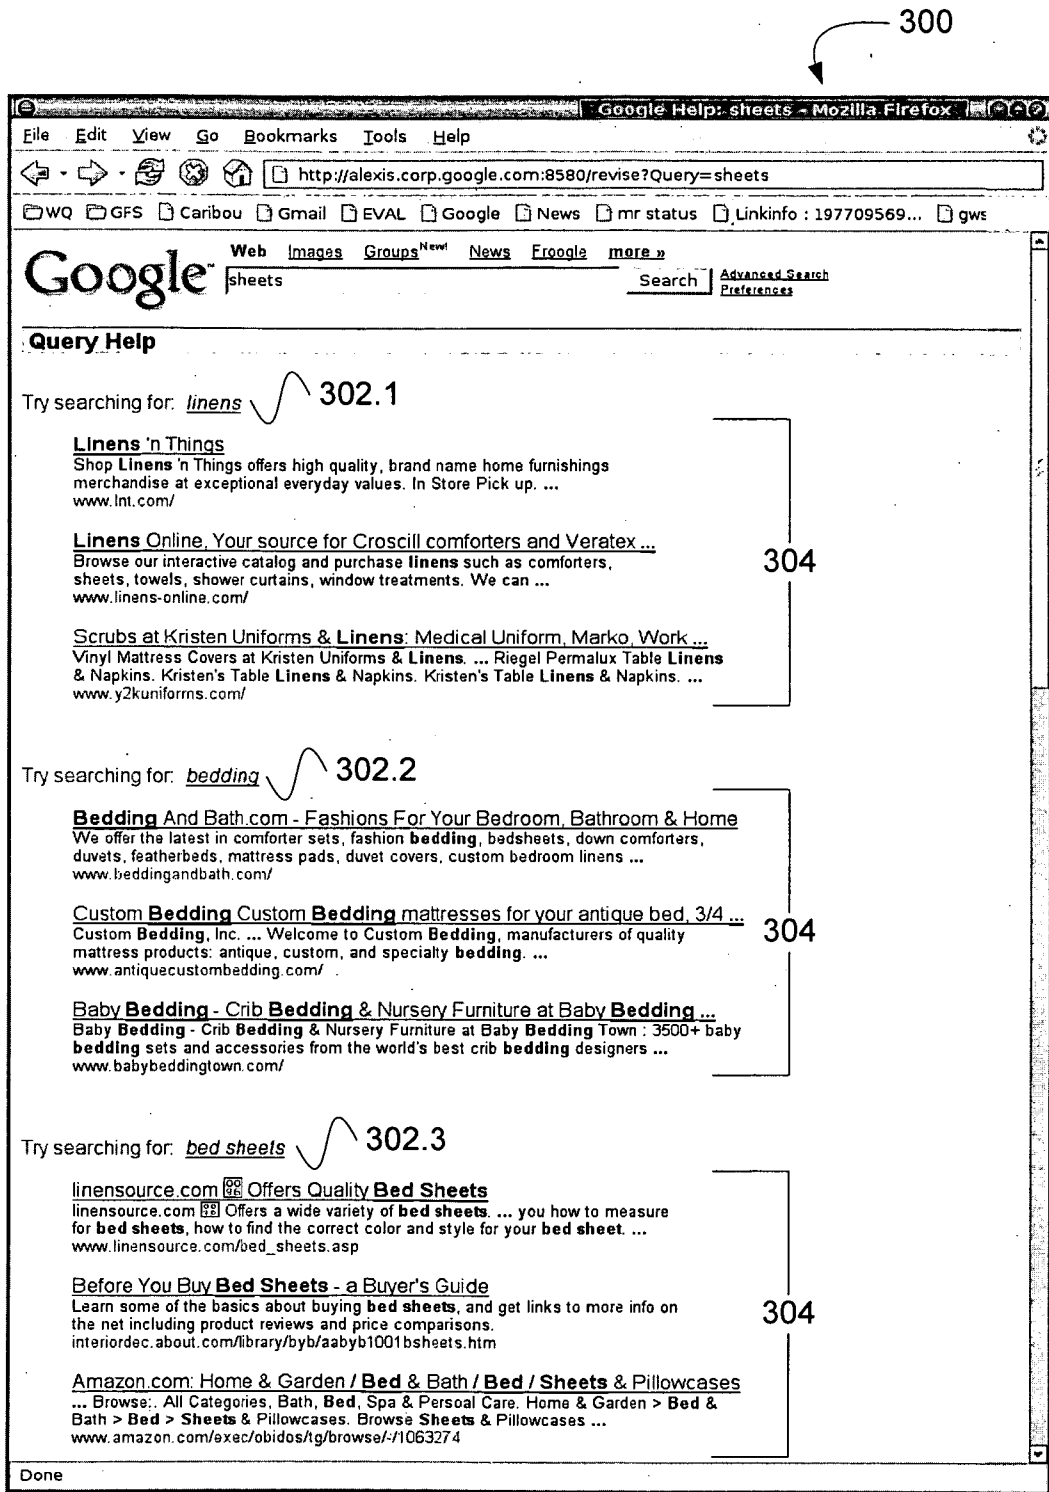 300
Google Help: sheets - Mozilla Firefox
File Edit View Go Bookmarks Tools Help
http://alexis.corp.google.com:8580/revise?Query=sheets
WQ GFS Caribou Gmail EVAL Google News mr status Linkinfo : 197709569... gws
Web Images Groups New! News Froogle more »
Google™ sheets Search Advanced Search
Preferences
Query Help
Try searching for: linens 302.1
Linens 'n Things
Shop Linens 'n Things offers high quality, brand name home furnishings
merchandise at exceptional everyday values. In Store Pick up. ...
www.lnt.com/
Linens Online, Your source for Croscill comforters and Veratex ...
Browse our interactive catalog and purchase linens such as comforters,
sheets, towels, shower curtains, window treatments. We can ...
www.linens-online.com/
304
Scrubs at Kristen Uniforms & Linens: Medical Uniform, Marko, Work ...
Vinyl Mattress Covers at Kristen Uniforms & Linens. ... Riegel Permalux Table Linens
& Napkins. Kristen's Table Linens & Napkins. Kristen's Table Linens & Napkins. ...
www.y2kuniforms.com/
Try searching for: bedding 302.2
Bedding And Bath.com - Fashions For Your Bedroom, Bathroom & Home
We offer the latest in comforter sets, fashion bedding, bedsheets, down comforters,
duvets, featherbeds, mattress pads, duvet covers, custom bedroom linens ...
www.beddingandbath.com/
Custom Bedding Custom Bedding mattresses for your antique bed, 3/4 ...
Custom Bedding, Inc. ... Welcome to Custom Bedding, manufacturers of quality
mattress products: antique, custom, and specialty bedding. ...
www.antiquecustombedding.com/
304
Baby Bedding - Crib Bedding & Nursery Furniture at Baby Bedding ...
Baby Bedding - Crib Bedding & Nursery Furniture at Baby Bedding Town : 3500+ baby
bedding sets and accessories from the world's best crib bedding designers ...
www.babybeddingtown.com/
Try searching for: bed sheets 302.3
linensource.com Offers Quality Bed Sheets
linensource.com Offers a wide variety of bed sheets. ... you how to measure
for bed sheets, how to find the correct color and style for your bed sheet. ...
www.linensource.com/bed_sheets.asp
Before You Buy Bed Sheets - a Buyer's Guide
Learn some of the basics about buying bed sheets, and get links to more info on
the net including product reviews and price comparisons.
interiordec.about.com/library/byb/aabyb1001bsheets.htm
304
Amazon.com: Home & Garden / Bed & Bath / Bed / Sheets & Pillowcases
... Browse:. All Categories, Bath, Bed, Spa & Persoal Care. Home & Garden > Bed &
Bath > Bed > Sheets & Pillowcases. Browse Sheets & Pillowcases ...
www.amazon.com/exec/obidos/tg/browse/-/1063274
Done